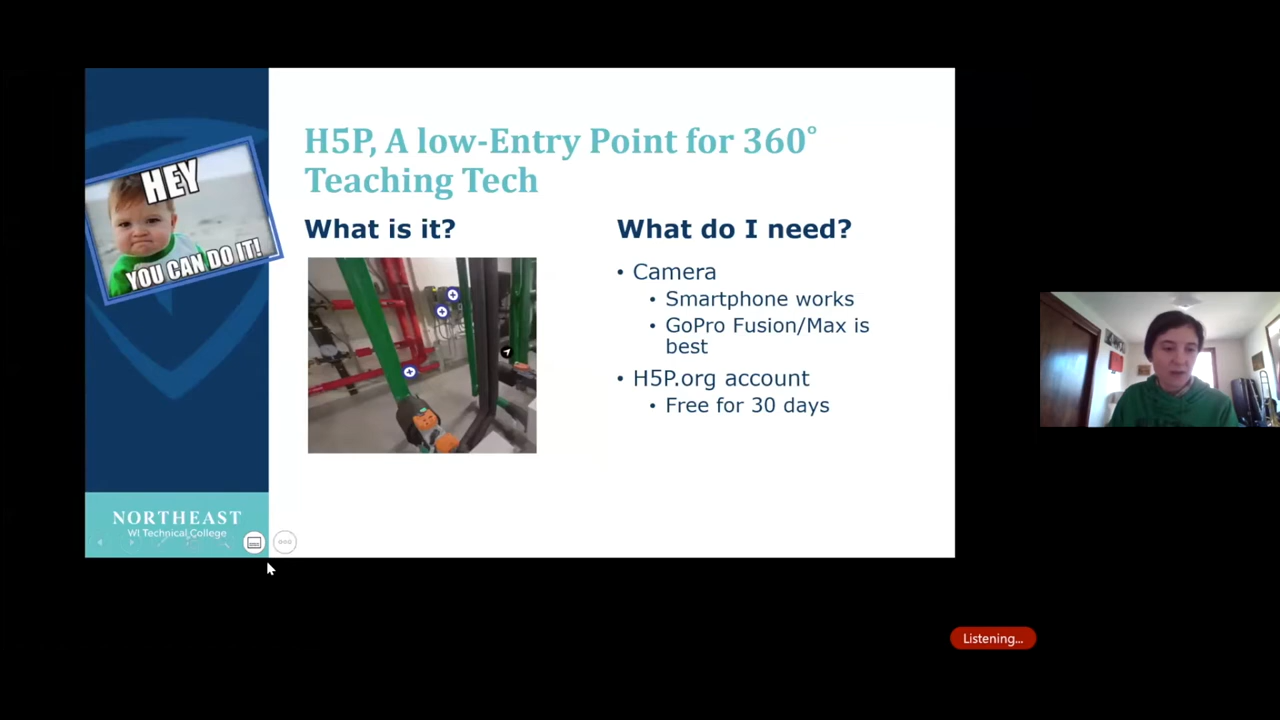 H5P, A low-Entry Point for 360°
Teaching Tech
HEY
YOU CAN DO IT!
What is it?
What do I need?
• Camera
• Smartphone works
• GoPro Fusion/Max is
best
• H5P.org account
• Free for 30 days
NORTHEAST
WI Technical College
Listening...